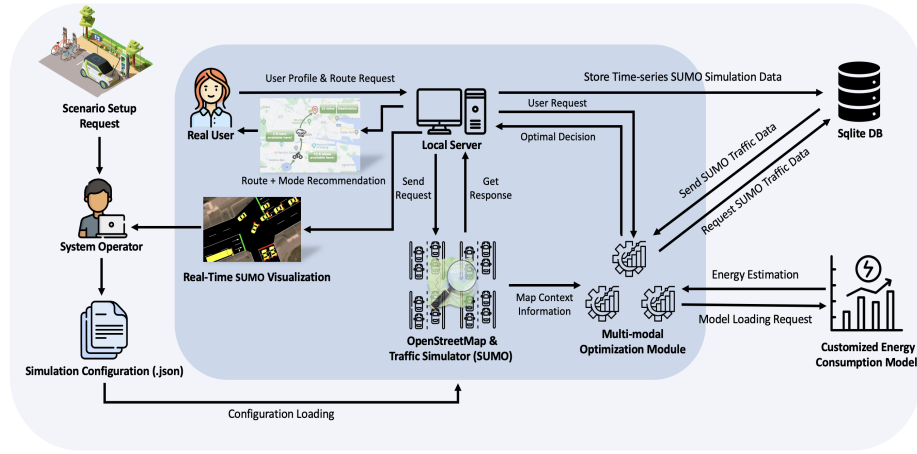 Scenario Setup
Request
System Operator
Simulation Configuration (.json)
Configuration Loading
Real User
User Profile & Route Request
Route + Mode Recommendation
Real-Time SUMO Visualization
Local Server
Send
Request
Get
Response
OpenStreetMap &
Traffic Simulator (SUMO)
Store Time-series SUMO Simulation Data
User Request
Optimal Decision
Map Context
Information
Multi-modal
Optimization Module
Sqlite DB
Send SUMO Traffic Data
Request SUMO Traffic Data
Energy Estimation
Model Loading Request
Customized Energy
Consumption Model